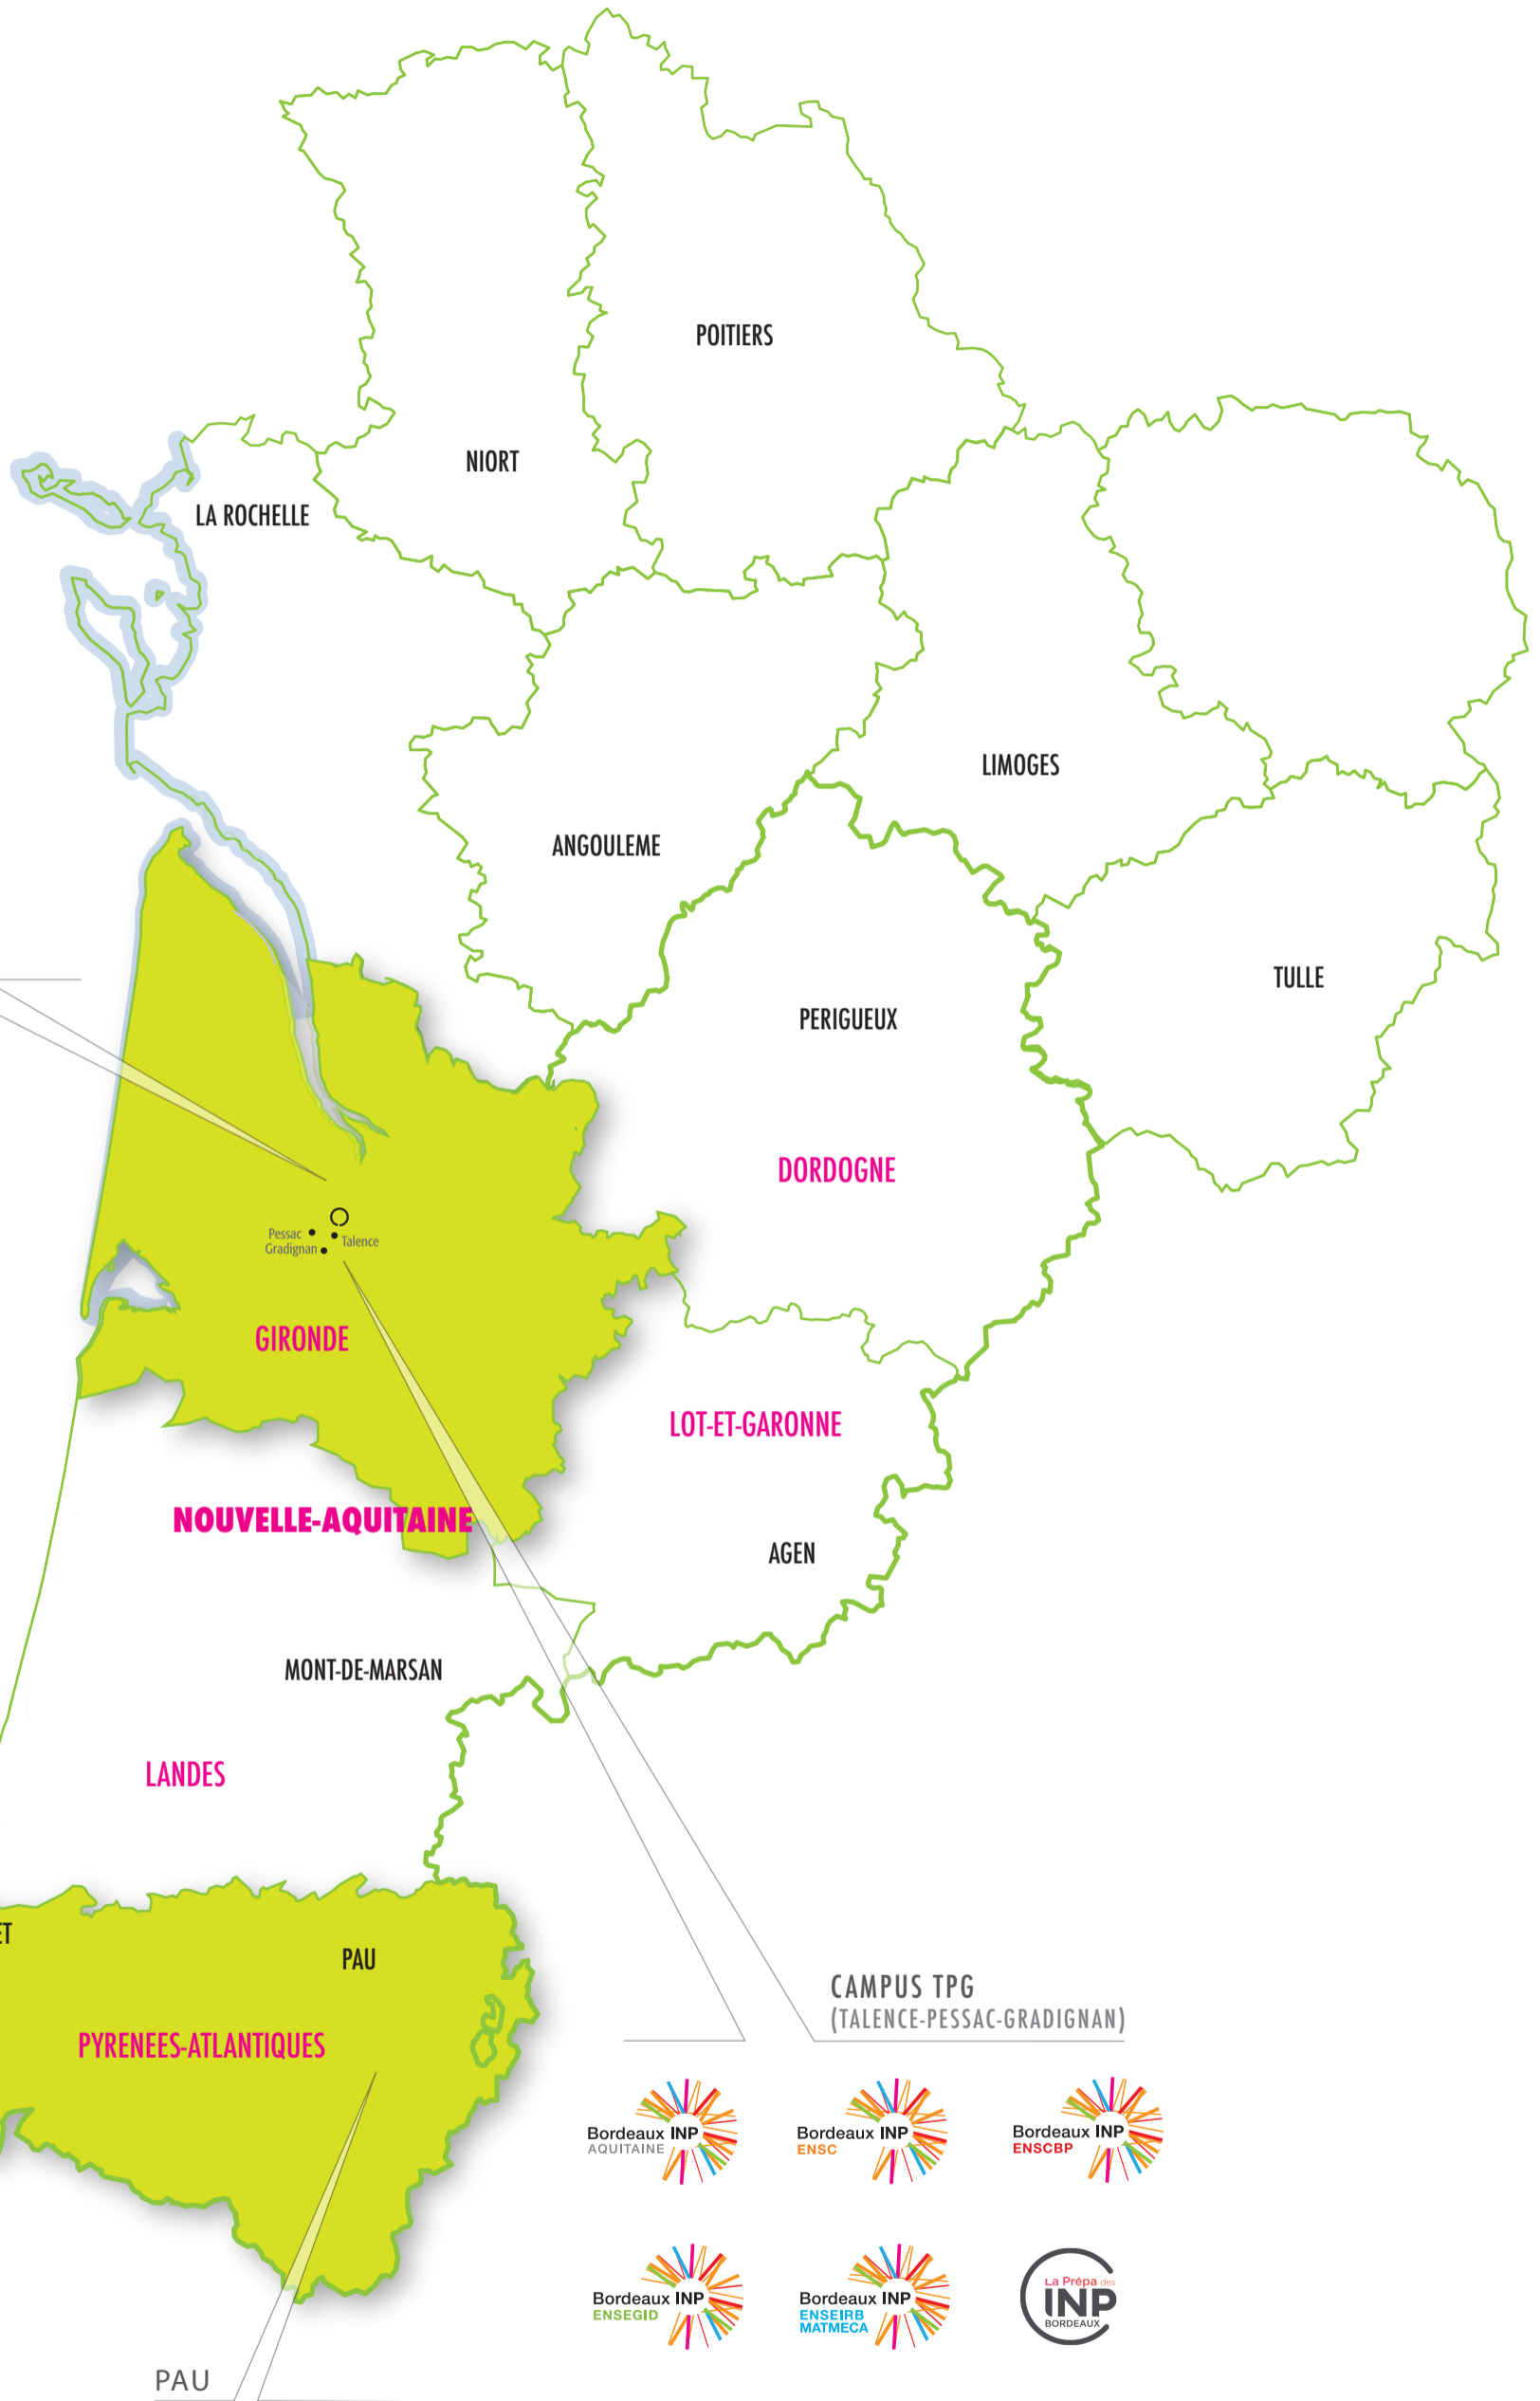 POITIERS
NIORT
LA ROCHELLE
LIMOGES
ANGOULEME
TULLE
PERIGUEUX
DORDOGNE
Pessac
Talence
Gradignan
GIRONDE
LOT-ET-GARONNE
NOUVELLE-AQUITAINE
AGEN
MONT-DE-MARSAN
LANDES
ET
PAU
CAMPUS TPG
(TALENCE-PESSAC-GRADIGNAN)
PYRENEES-ATLANTIQUES
Bordeaux INP
AQUITAINE
Bordeaux INP
ENSC
Bordeaux INP
ENSCBP
Bordeaux INP
ENSEGID
Bordeaux INP
ENSEIRB
MATMECA
La Prépa des
INP
BORDEAUX
PAU